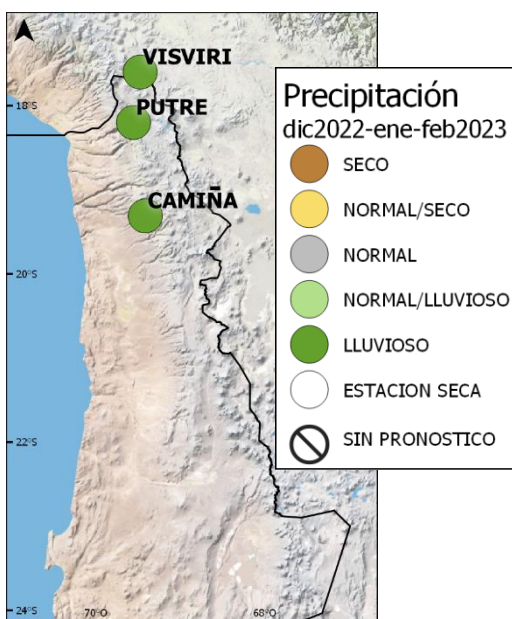 VISVIRI
PUTRE
CAMIÑA
Precipitación
dic2022-ene-feb2023
SECO
NORMAL/SECO
NORMAL
NORMAL/LLUVIOSO
LLUVIOSO
ESTACION SECA
SIN PRONOSTICO
18°S
20°S
22°S
24°S
70°O
68°O